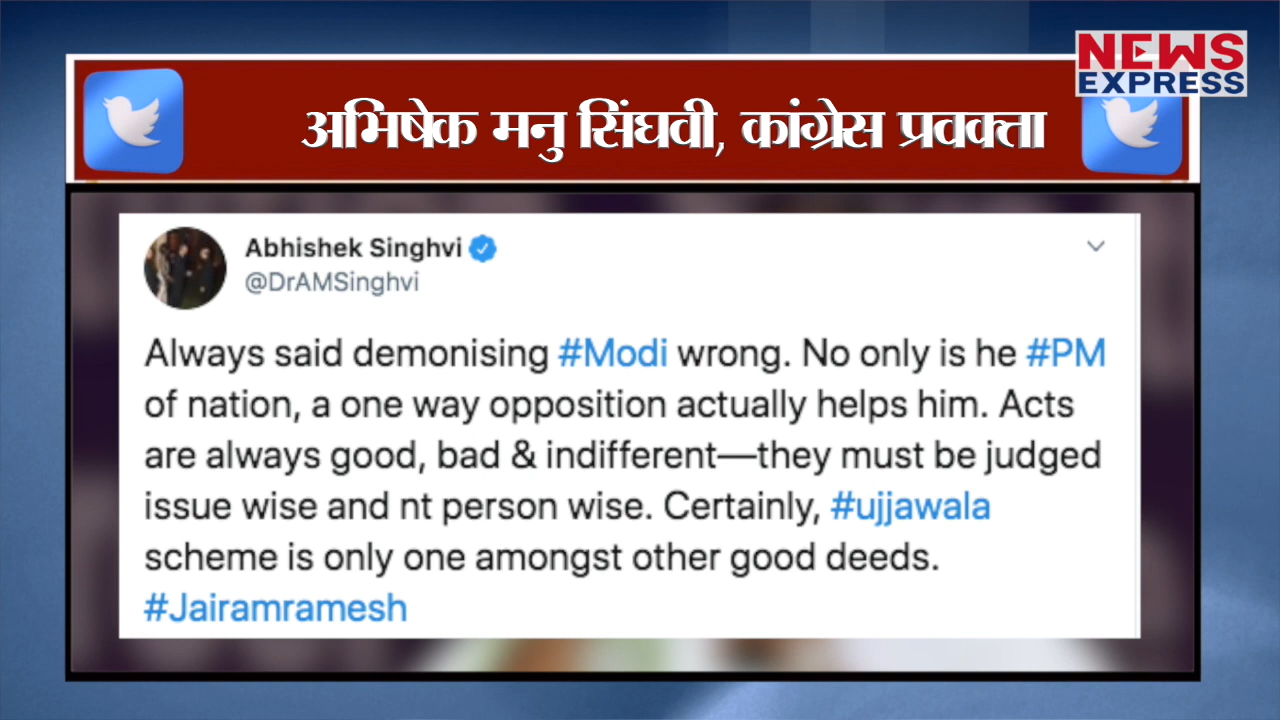 NEWS
EXPRESS
अभिषेक मनु सिंघवी, कांग्रेस प्रवक्ता
Abhishek Singhvi
@DrAMSinghvi
Always said demonising #Modi wrong. No only is he #PM
of nation, a one way opposition actually helps him. Acts
are always good, bad & indifferent—they must be judged
issue wise and nt person wise. Certainly, #ujjawala
scheme is only one amongst other good deeds.
#Jairamramesh